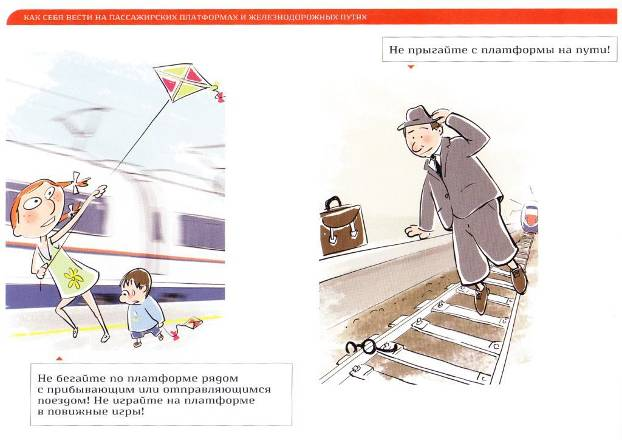 КАК СЕБЯ ВЕСТИ НА ПАССАЖИРСКИХ ПЛАТФОРМАХ И ЖЕЛЕЗНОДОРОЖНЫХ ПУТЯХ
Не прыгайте с платформы на пути!
Не бегайте по платформе рядом
с прибывающим или отправляющимся
поездом! Не играйте на платформе
в повижные игры!